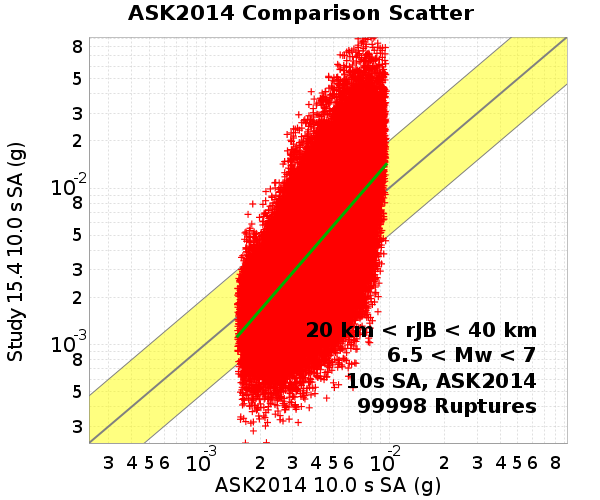 ASK2014 Comparison Scatter
8
5
3
2
10-2
8
5
3
2
10-3
8
5
3
Study 15.4 10.0 s SA (g)
20 km < rJB < 40 km
6.5 < Mw < 7
10s SA, ASK2014
99998 Ruptures
3 4 5 6 8 10-3 2 3 4 5 6 8 10-2 2 3 4 5 6 8
ASK2014 10.0 s SA (g)